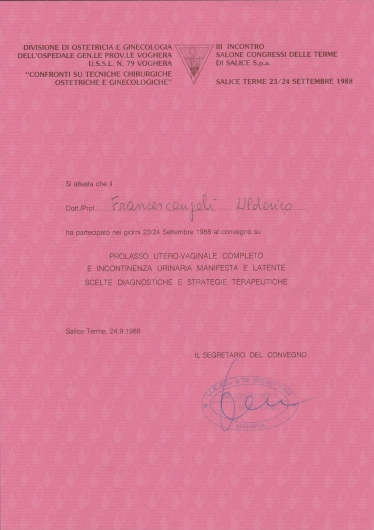 DIVISIONE DI OSTETRICIA E GINECOLOGIA
DELL'OSPEDALE GEN.LE PROV.LE VOGHERA
U.S.S.L. N. 79 VOGHERA
"CONFRONTI SU TECNICHE CHIRURGICHE
OSTETRICHE E GINECOLOGICHE"
III INCONTRO
SALONE CONGRESSI DELLE TERME
DI SALICE S.p.a.
SALICE TERME 23/24 SETTEMBRE 1988
Si attesta che il
Dott./Prof. Francescangeli Ulderico
ha partecipato nei giorni 23/24 Settembre 1988 al convegno su
PROLASSO UTERO-VAGINALE COMPLETO
E INCONTINENZA URINARIA MANIFESTA E LATENTE
SCELTE DIAGNOSTICHE E STRATEGIE TERAPEUTICHE
Salice Terme, 24.9.1988
IL SEGRETARIO DEL CONVEGNO
VOGHERA